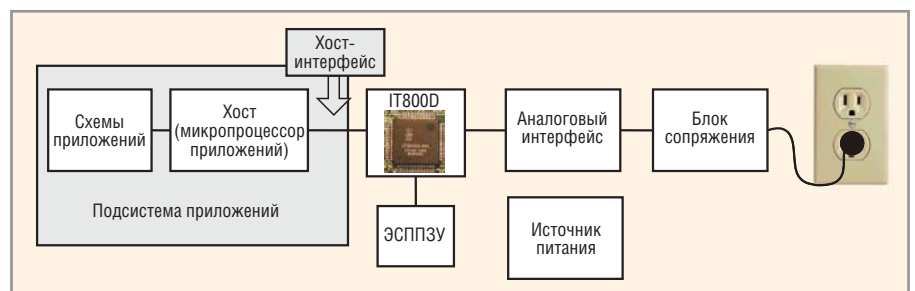 Хост-
интерфейс
IT800D
Схемы
приложений
Хост
(микропроцессор
приложений)
Аналоговый
интерфейс
Блок
сопряжения
Подсистема приложений
ЭСППЗУ
Источник
питания